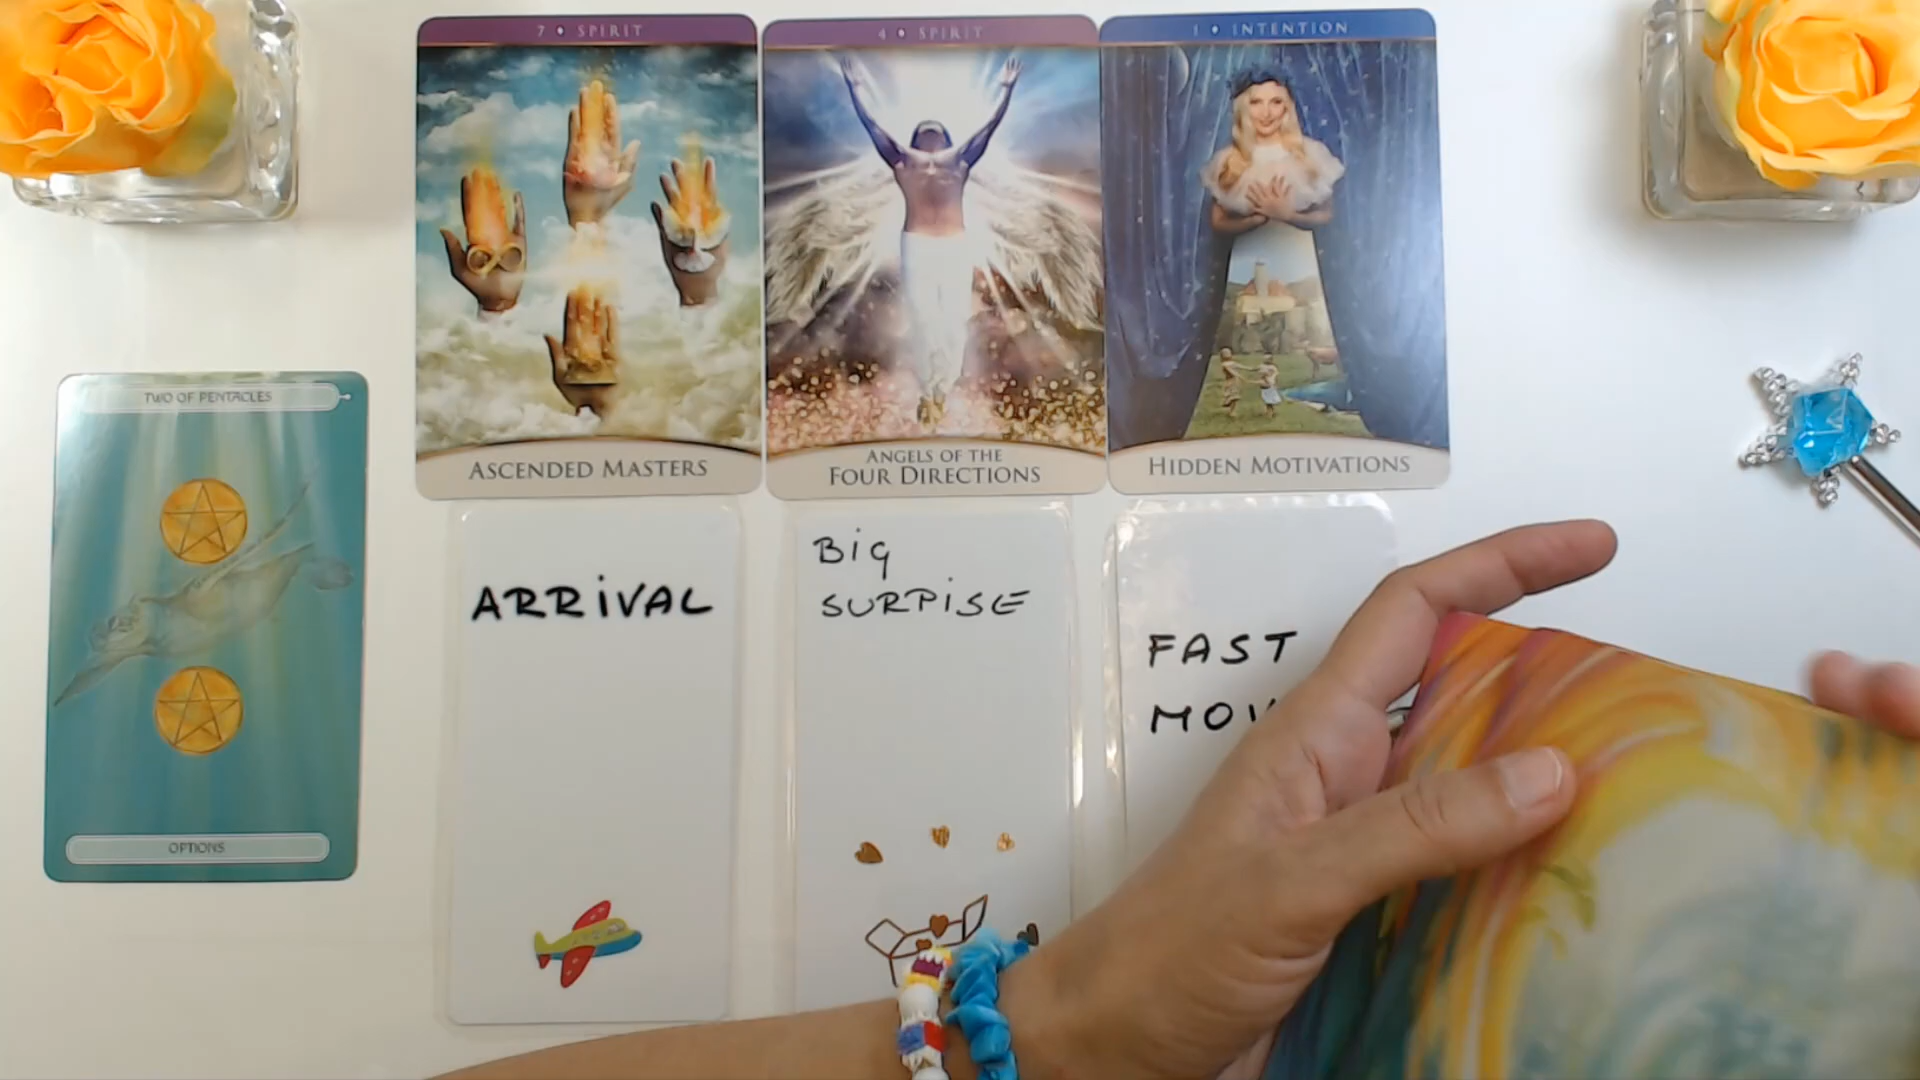 7 • SPIRIT
4 • SPIRIT
1 • INTENTION
ASCENDED MASTERS
ANGELS OF THE
FOUR DIRECTIONS
HIDDEN MOTIVATIONS
TWO OF PENTACLES
OPTIONS
ARRiVAL
BiG
SURPiSE
FAST